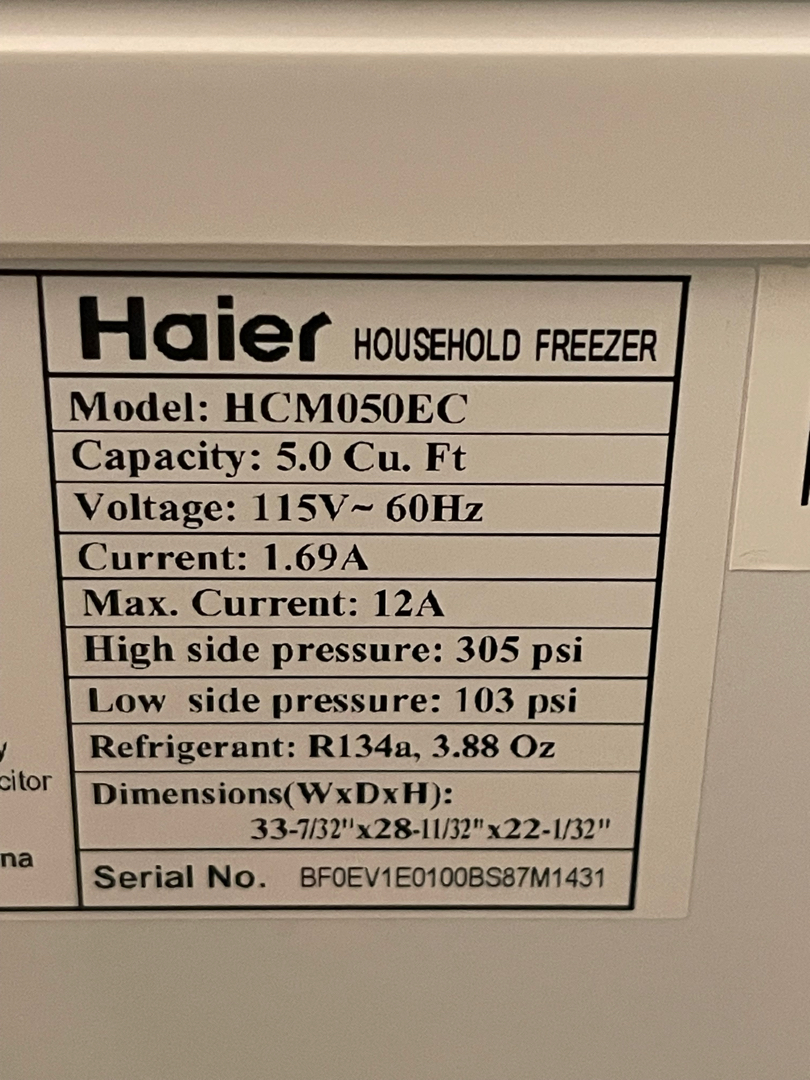 Haier HOUSEHOLD FREEZER
Model: HCM050EC
Capacity: 5.0 Cu. Ft
Voltage: 115V~ 60Hz
Current: 1.69A
Max. Current: 12A
High side pressure: 305 psi
Low side pressure: 103 psi
Refrigerant: R134a, 3.88 Oz
Dimensions(WxDxH):
33-7/32"x28-11/32"x22-1/32"
Serial No. BF0EV1E0100BS87M1431